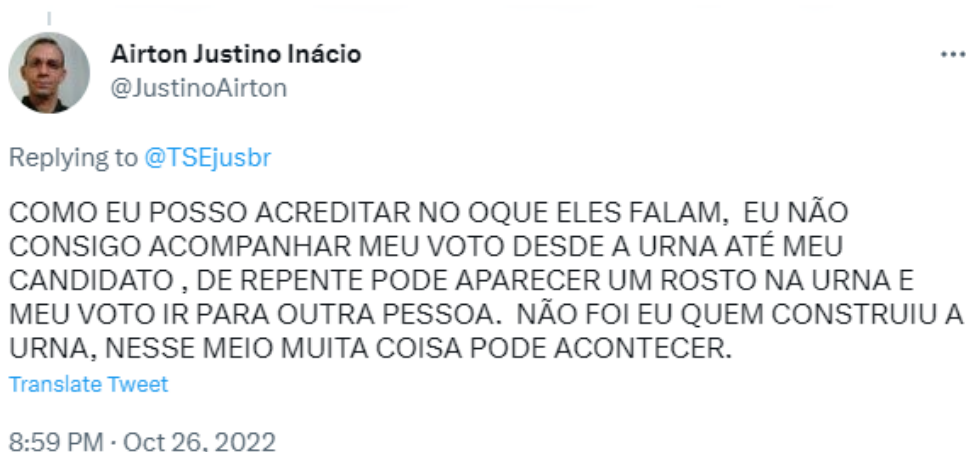 Airton Justino Inácio
@JustinoAirton
Replying to @TSEjusbr
COMO EU POSSO ACREDITAR NO OQUE ELES FALAM,  EU NÃO
CONSIGO ACOMPANHAR MEU VOTO DESDE A URNA ATÉ MEU
CANDIDATO , DE REPENTE PODE APARECER UM ROSTO NA URNA E
MEU VOTO IR PARA OUTRA PESSOA.  NÃO FOI EU QUEM CONSTRUIU A
URNA, NESSE MEIO MUITA COISA PODE ACONTECER.
Translate Tweet
8:59 PM · Oct 26, 2022